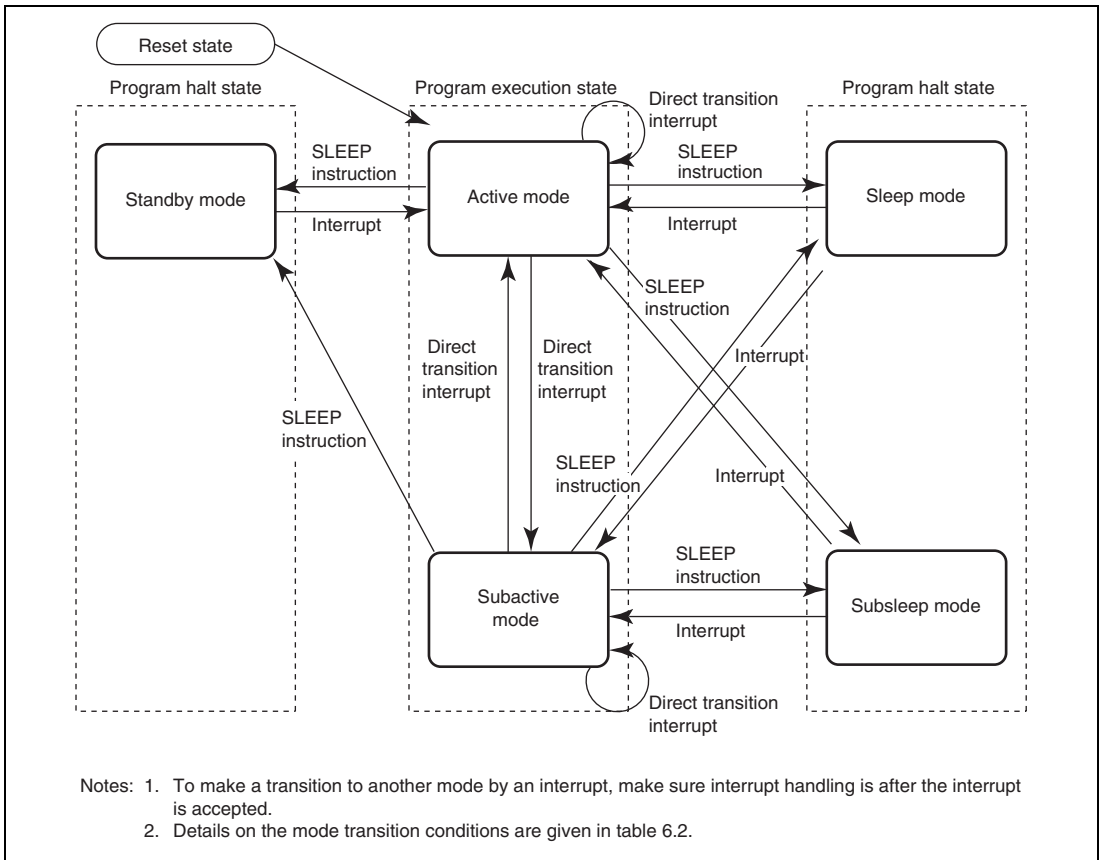 Reset state
Program halt state
Program execution state
Program halt state
Direct transition
interrupt
SLEEP
instruction
SLEEP
instruction
Standby mode
Active mode
Sleep mode
Interrupt
Interrupt
SLEEP
instruction
Direct
transition
interrupt
Direct
transition
interrupt
Interrupt
SLEEP
instruction
SLEEP
instruction
Interrupt
SLEEP
instruction
Subactive
mode
Subsleep mode
Interrupt
Direct transition
interrupt
Notes: 1. To make a transition to another mode by an interrupt, make sure interrupt handling is after the interrupt
is accepted.
2. Details on the mode transition conditions are given in table 6.2.